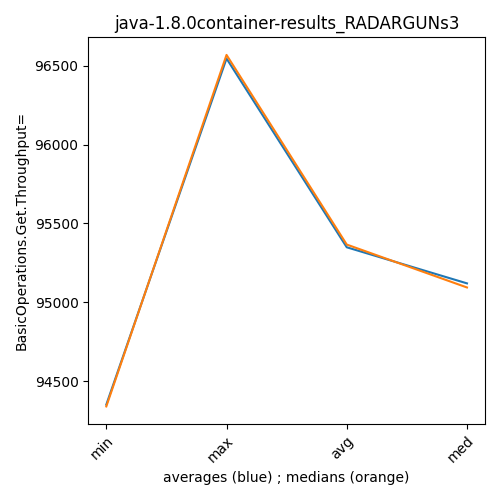 java-1.8.0container-results_RADARGUNs3
BasicOperations.Get.Throughput=
96500
96000
95500
95000
94500
min
max
avg
med
averages (blue) ; medians (orange)